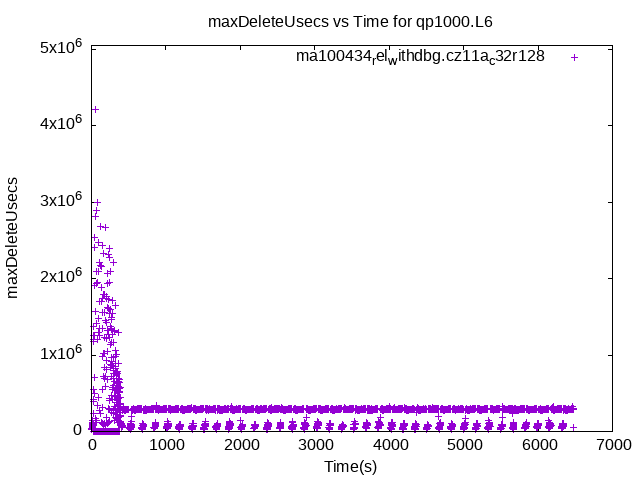 maxDeleteUsecs vs Time for qp1000.L6
ma100434relwithdbg.cz11ac32r128
5x10^6
4x10^6
3x10^6
2x10^6
1x10^6
0
maxDeleteUsecs
0 1000 2000 3000 4000 5000 6000 7000
Time(s)